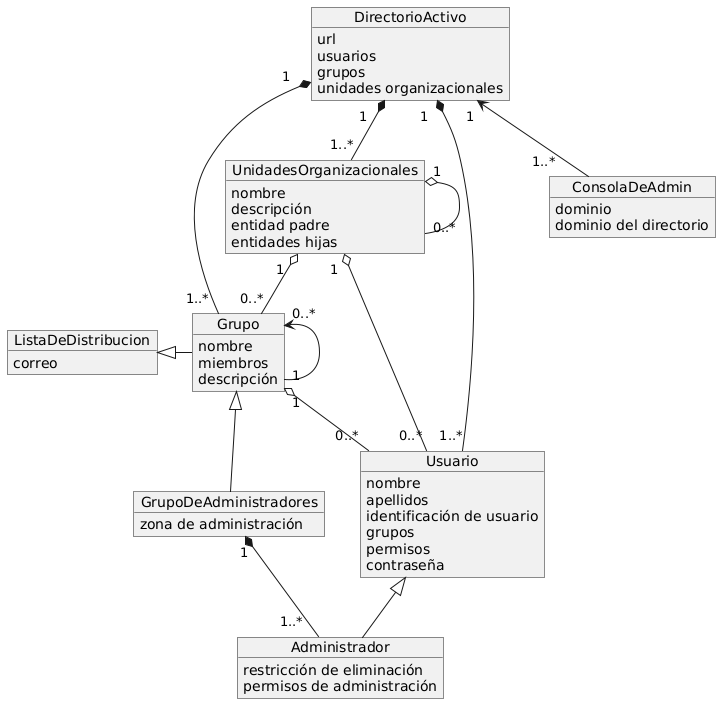 DirectorioActivo
url
usuarios
grupos
unidades organizacionales
1
1
1
1
1..*
1..*
UnidadesOrganizacionales
nombre
descripción
entidad padre
entidades hijas
1
0..*
ConsolaDeAdmin
dominio
dominio del directorio
1
1
1..*
0..*
0..*
Grupo
nombre
miembros
descripción
1
ListaDeDistribucion
correo
1
0..*
0..*
1..*
Usuario
nombre
apellidos
identificación de usuario
grupos
permisos
contraseña
GrupoDeAdministradores
zona de administración
1
1..*
Administrador
restricción de eliminación
permisos de administración